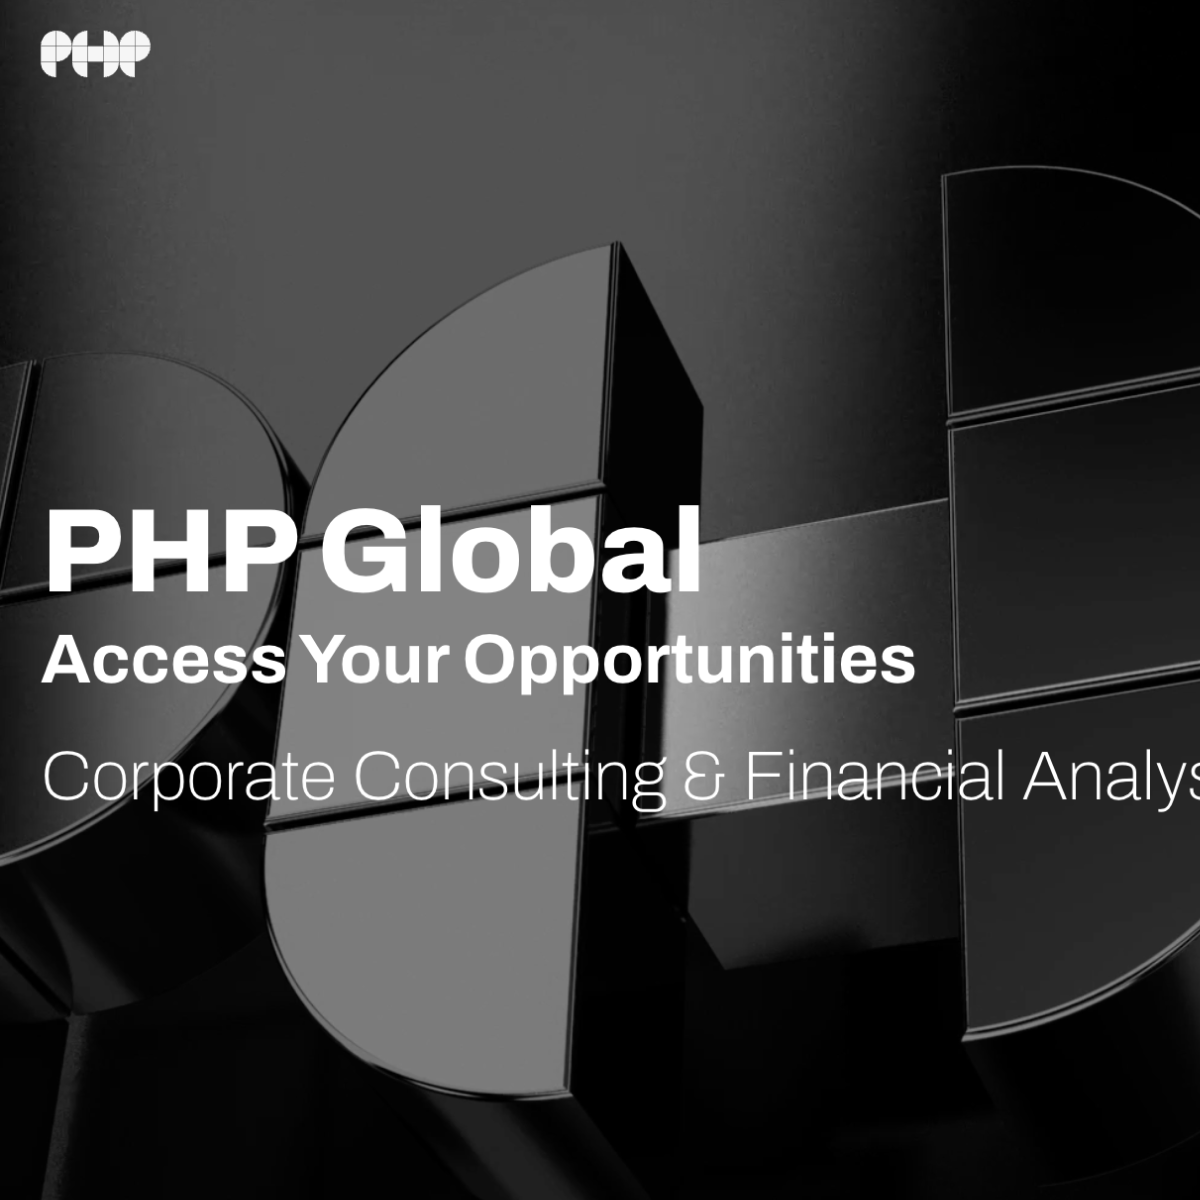 PHP
PHP Global
Access Your Opportunities
Corporate Consulting & Financial Analys